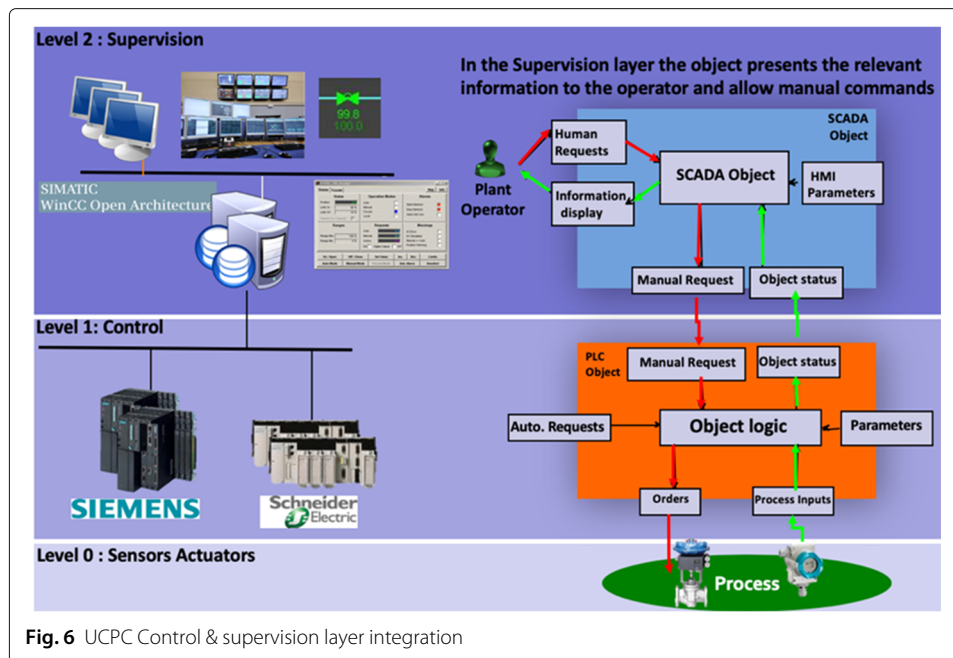 Level 2 : Supervision
In the Supervision layer the object presents the relevant
information to the operator and allow manual commands
99.8
100.0
SIMATIC
WinCC Open Architecture
Plant
Operator
Human
Requests
Information
display
SCADA
Object
SCADA Object
HMI
Parameters
Manual Request
Object status
Level 1: Control
SIEMENS
Schneider
Electric
PLC
Object
Manual Request
Object status
Auto. Requests
Object logic
Parameters
Orders
Process Inputs
Level 0 : Sensors Actuators
Process
Fig. 6 UCPC Control & supervision layer integration